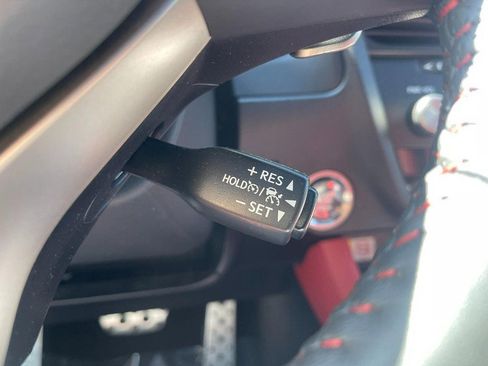 + RES
HOLD /
− SET